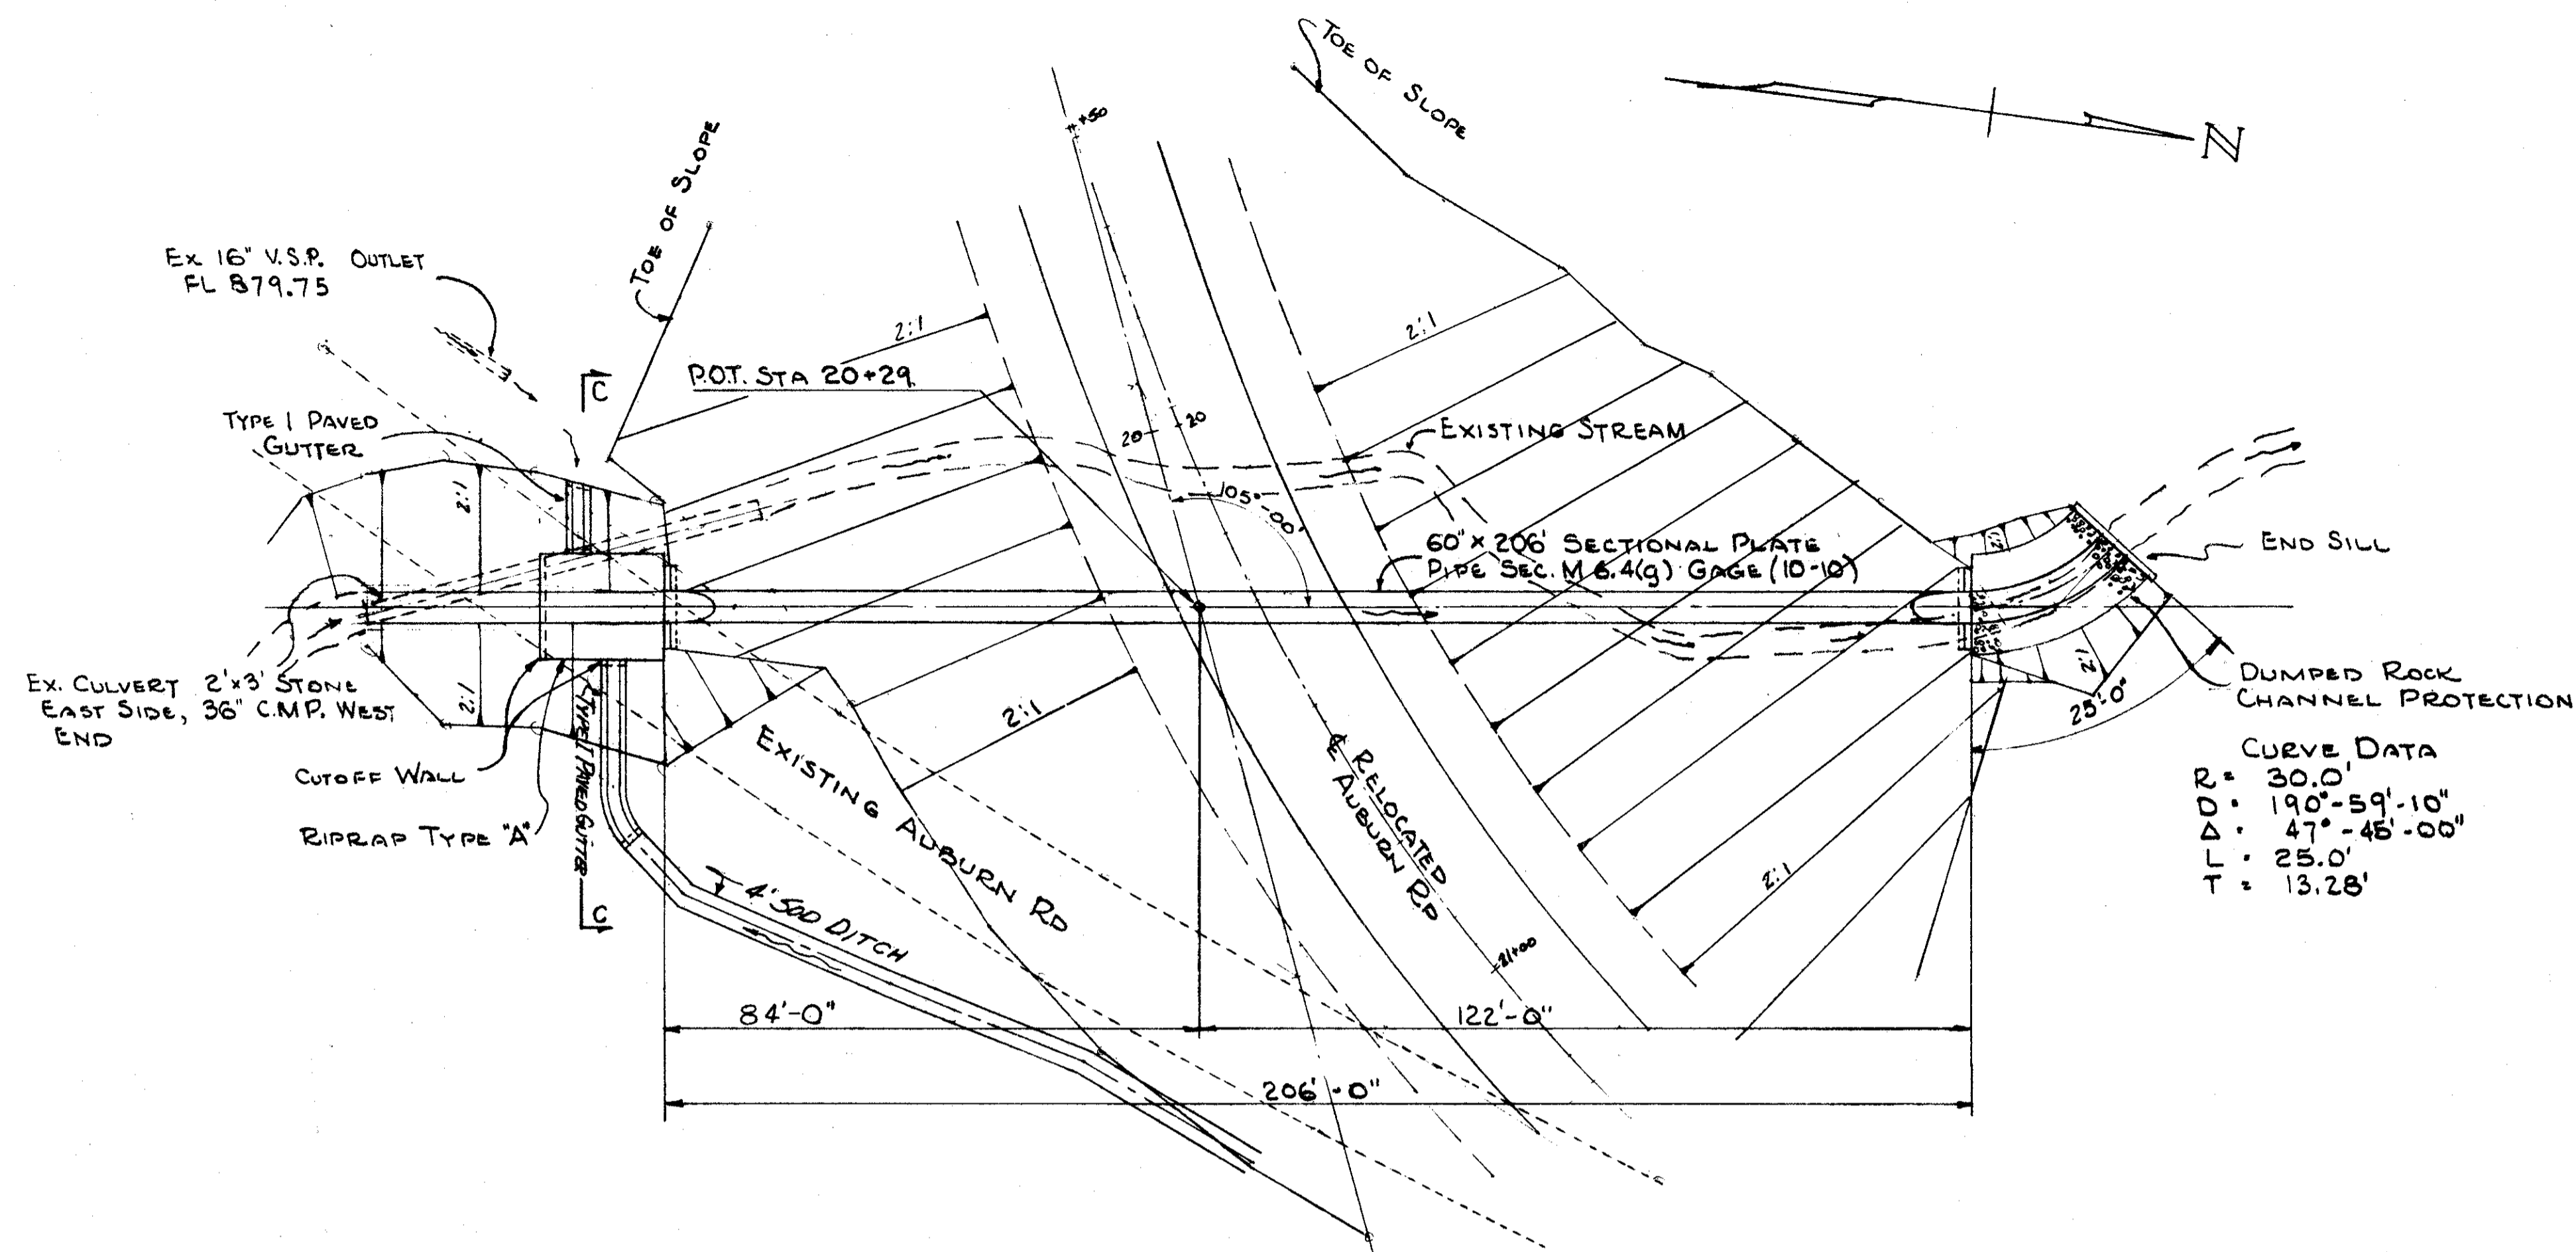 TOE OF SLOPE
N
++50
TOE OF SLOPE
EX. 16" V.S.P. OUTLET
FL 879.75
2:1
2:1
C
P.O.T. STA 20+29
TYPE 1 PAVED
GUTTER
20
20
EXISTING STREAM
1:2
105°-00'
60" x 206' SECTIONAL PLATE
PIPE SEC. M 6.4(g) GAGE (10-10)
1:2
END SILL
EX. CULVERT 2'x3' STONE
EAST SIDE, 36" C.M.P. WEST
END
1:2
2:1
1:2
DUMPED ROCK
CHANNEL PROTECTION
25'-0"
CUTOFF WALL
RIPRAP TYPE "A"
TYPE 1 PAVED GUTTER
EXISTING AUBURN RD
℄ RELOCATED
AUBURN RD
CURVE DATA
R = 30.0'
D = 190°-59'-10"
Δ = 47°-45'-00"
L = 25.0'
T = 13.28'
2:1
C
4' SOD DITCH
21+00
84'-0"
122'-0"
206'-0"